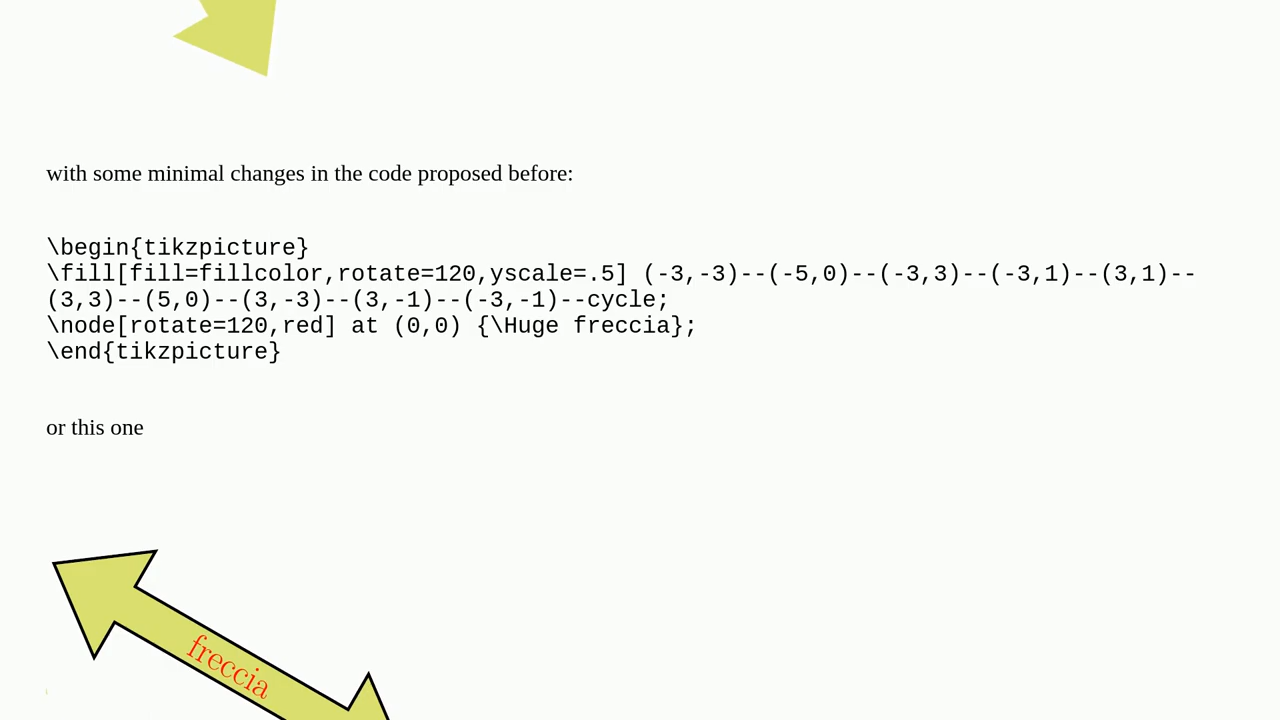 with some minimal changes in the code proposed before:
\begin{tikzpicture}
\fill[fill=fillcolor,rotate=120,yscale=.5] (-3,-3)--(-5,0)--(-3,3)--(-3,1)--(3,1)--
(3,3)--(5,0)--(3,-3)--(3,-1)--(-3,-1)--cycle;
\node[rotate=120,red] at (0,0) {\Huge freccia};
\end{tikzpicture}
or this one
freccia